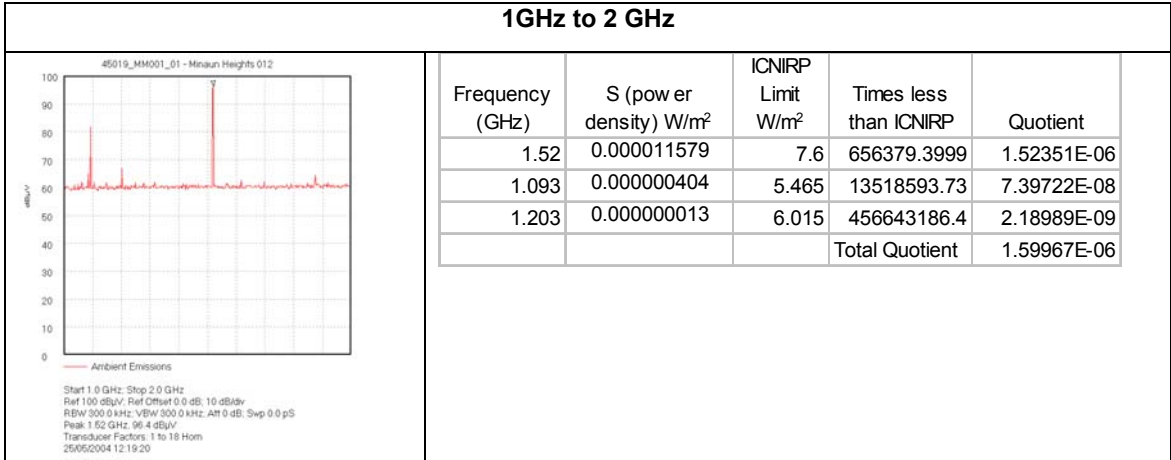 1GHz to 2 GHz
45019_MM001_01 - Minaun Heights 012
100
90
80
70
60
50
40
30
20
10
0
dBµV
Ambient Emissions
Start 1.0 GHz; Stop 2.0 GHz
Ref 100 dBµV; Ref Offset 0.0 dB; 10 dB/div
RBW 300.0 kHz; VBW 300.0 kHz; Att 0 dB; Swp 0.0 pS
Peak 1.52 GHz, 96.4 dBµV
Transducer Factors: 1 to 18 Horn
25/05/2004 12:19:20
Frequency (GHz) S (pow er density) W/m² ICNIRP Limit W/m² Times less than ICNIRP Quotient
1.52 0.000011579 7.6 656379.3999 1.52351E-06
1.093 0.000000404 5.465 13518593.73 7.39722E-08
1.203 0.000000013 6.015 456643186.4 2.18989E-09
Total Quotient 1.59967E-06